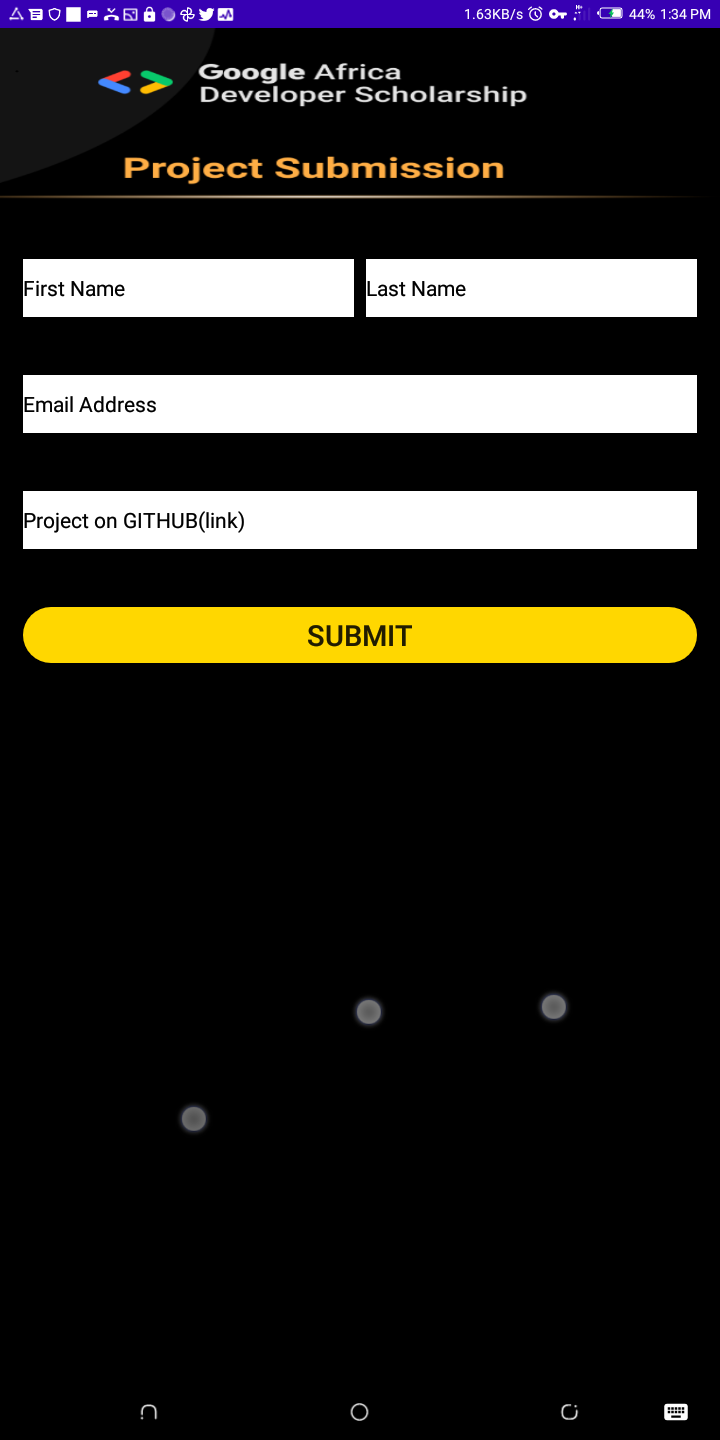 1.63KB/s 44% 1:34 PM
Google Africa
Developer Scholarship
Project Submission
First Name Last Name
Email Address
Project on GITHUB(link)
SUBMIT